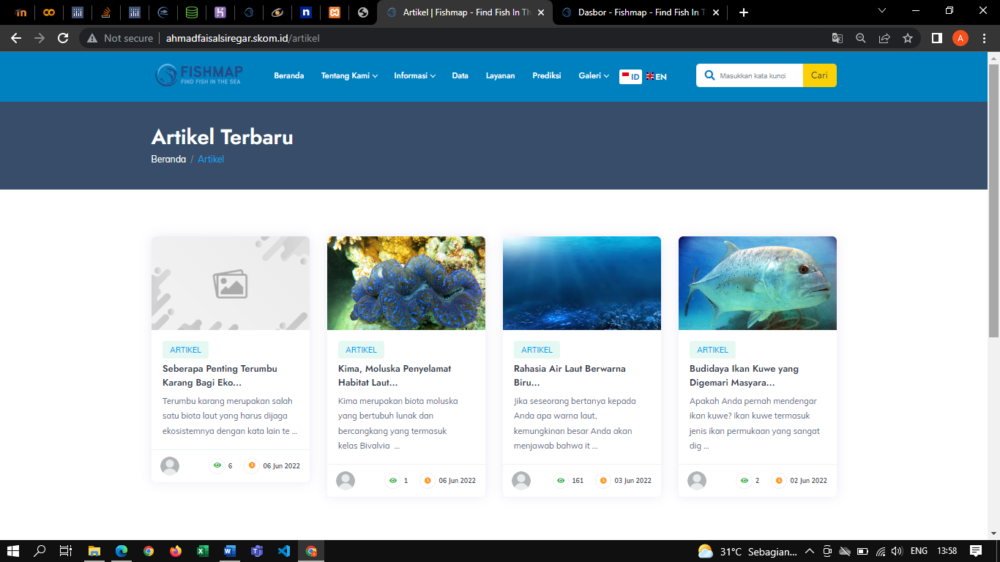 Artikel | Fishmap - Find Fish In Th
Dasbor - Fishmap - Find Fish In T
Not secure
ahmadfaisalsiregar.skom.id/artikel
A
FISHMAP
FIND FISH IN THE SEA
Beranda
Tentang Kami
Informasi
Data
Layanan
Prediksi
Galeri
ID
EN
Masukkan kata kunci
Cari
Artikel Terbaru
Beranda / Artikel
ARTIKEL
Seberapa Penting Terumbu
Karang Bagi Eko...
Terumbu karang merupakan salah
satu biota laut yang harus dijaga
ekosistemnya dengan kata lain te ...
6
06 Jun 2022
ARTIKEL
Kima, Moluska Penyelamat
Habitat Laut...
Kima merupakan biota moluska
yang bertubuh lunak dan
bercangkang yang termasuk
kelas Bivalvia ...
1
06 Jun 2022
ARTIKEL
Rahasia Air Laut Berwarna
Biru...
Jika seseorang bertanya kepada
Anda apa warna laut,
kemungkinan besar Anda akan
menjawab bahwa it ...
161
03 Jun 2022
ARTIKEL
Budidaya Ikan Kuwe yang
Digemari Masyara...
Apakah Anda pernah mendengar
ikan kuwe? Ikan kuwe termasuk
jenis ikan permukaan yang sangat
dig ...
2
02 Jun 2022
31°C Sebagian...
ENG
13:58